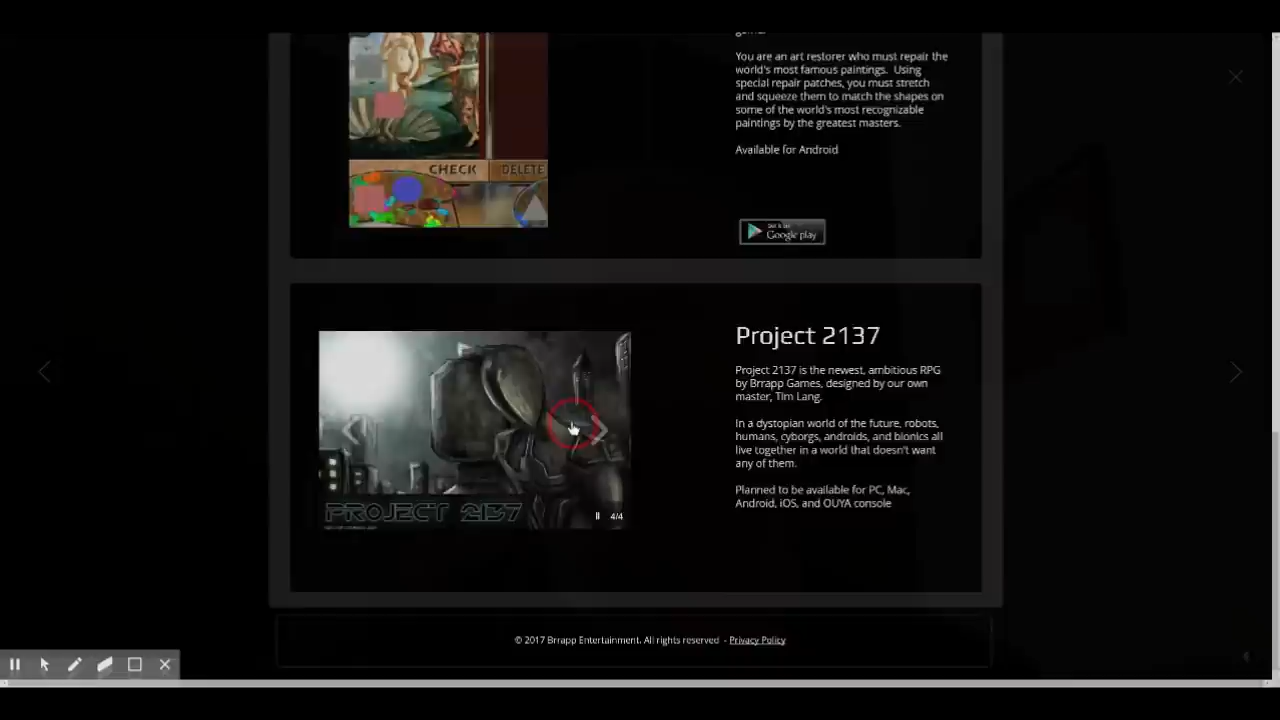 CHECK
DELETE
You are an art restorer who must repair the
world's most famous paintings. Using
special repair patches, you must stretch
and squeeze them to match the shapes on
some of the world's most recognizable
paintings by the greatest masters.
Available for Android
Google play
PROJECT 2137
4/4
Project 2137
Project 2137 is the newest, ambitious RPG
by Brrapp Games, designed by our own
master, Tim Lang.
In a dystopian world of the future, robots,
humans, cyborgs, androids, and bionics all
live together in a world that doesn't want
any of them.
Planned to be available for PC, Mac,
Android, iOS, and OUYA console
© 2017 Brrapp Entertainment. All rights reserved - Privacy Policy